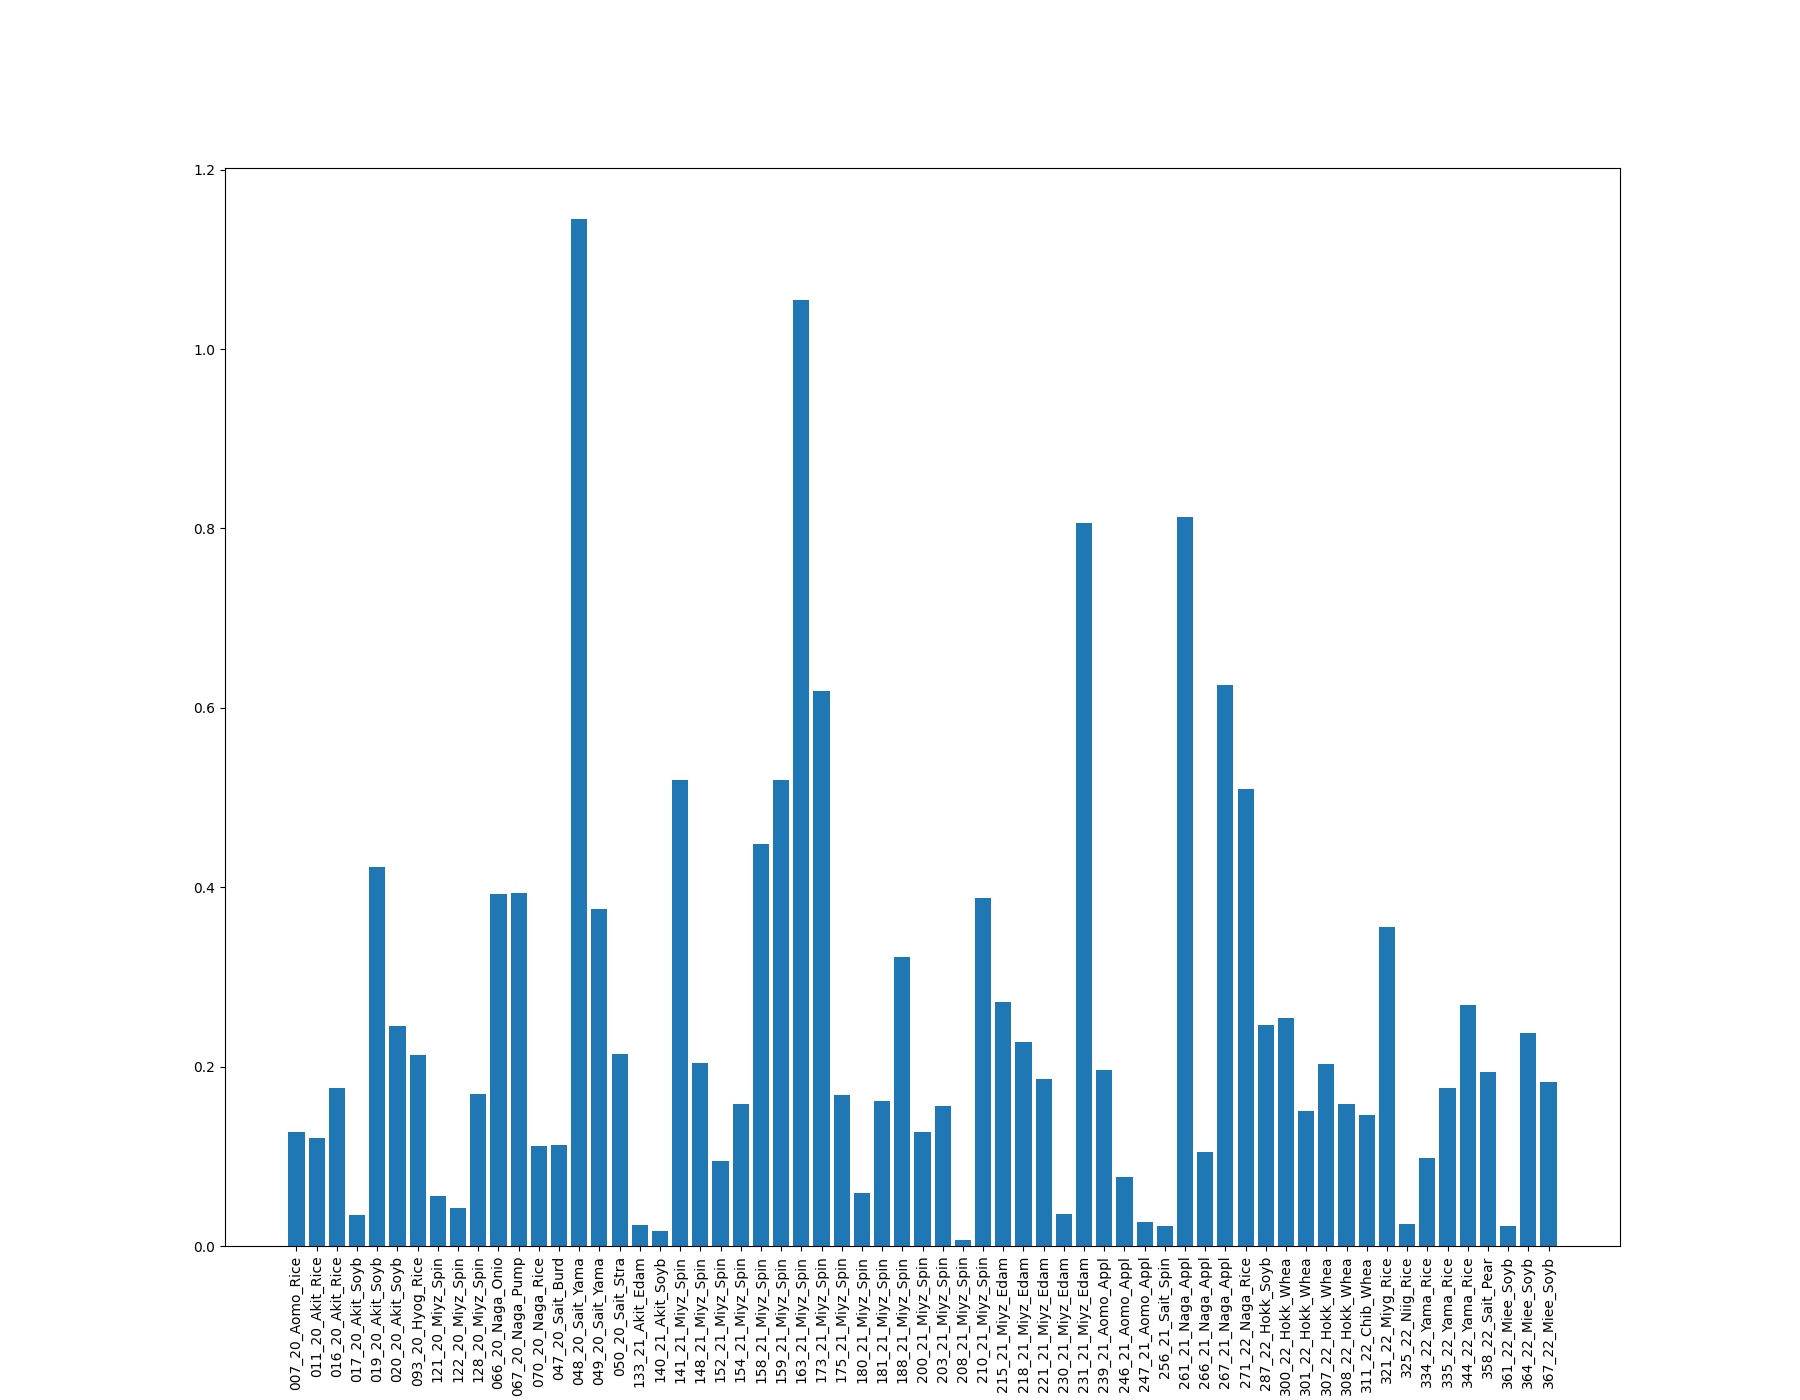 1.2
1.0
0.8
0.6
0.4
0.2
0.0
007_20_Aomo_Rice
011_20_Akit_Rice
016_20_Akit_Rice
017_20_Akit_Soyb
019_20_Akit_Soyb
020_20_Akit_Soyb
093_20_Hyog_Rice
121_20_Miyz_Spin
122_20_Miyz_Spin
128_20_Miyz_Spin
066_20_Naga_Onio
067_20_Naga_Pump
070_20_Naga_Rice
047_20_Sait_Burd
048_20_Sait_Yama
049_20_Sait_Yama
050_20_Sait_Stra
133_21_Akit_Edam
140_21_Akit_Soyb
141_21_Miyz_Spin
148_21_Miyz_Spin
152_21_Miyz_Spin
154_21_Miyz_Spin
158_21_Miyz_Spin
159_21_Miyz_Spin
163_21_Miyz_Spin
173_21_Miyz_Spin
175_21_Miyz_Spin
180_21_Miyz_Spin
181_21_Miyz_Spin
188_21_Miyz_Spin
200_21_Miyz_Spin
203_21_Miyz_Spin
208_21_Miyz_Spin
210_21_Miyz_Spin
215_21_Miyz_Edam
218_21_Miyz_Edam
221_21_Miyz_Edam
230_21_Miyz_Edam
231_21_Miyz_Edam
239_21_Aomo_Appl
246_21_Aomo_Appl
247_21_Aomo_Appl
256_21_Sait_Spin
261_21_Naga_Appl
266_21_Naga_Appl
267_21_Naga_Appl
271_22_Naga_Rice
287_22_Hokk_Soyb
300_22_Hokk_Whea
301_22_Hokk_Whea
307_22_Hokk_Whea
308_22_Hokk_Whea
311_22_Chib_Whea
321_22_Miyg_Rice
325_22_Niig_Rice
334_22_Yama_Rice
335_22_Yama_Rice
344_22_Yama_Rice
358_22_Sait_Pear
361_22_Miee_Soyb
364_22_Miee_Soyb
367_22_Miee_Soyb